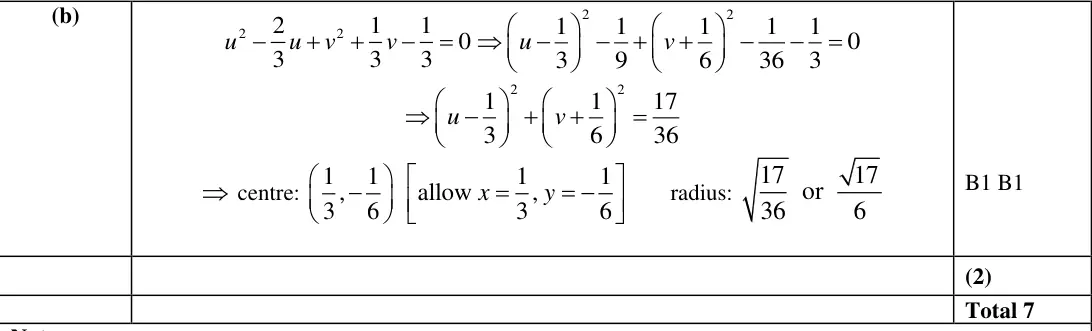 (b) u² − 2/3 u + v² + 1/3 v − 1/3 = 0 ⇒ (u − 1/3)² − 1/9 + (v + 1/6)² − 1/36 − 1/3 = 0
⇒ (u − 1/3)² + (v + 1/6)² = 17/36
⇒ centre: (1/3, −1/6) [allow x = 1/3, y = −1/6] radius: √(17/36) or √17/6 B1 B1
(2)
Total 7